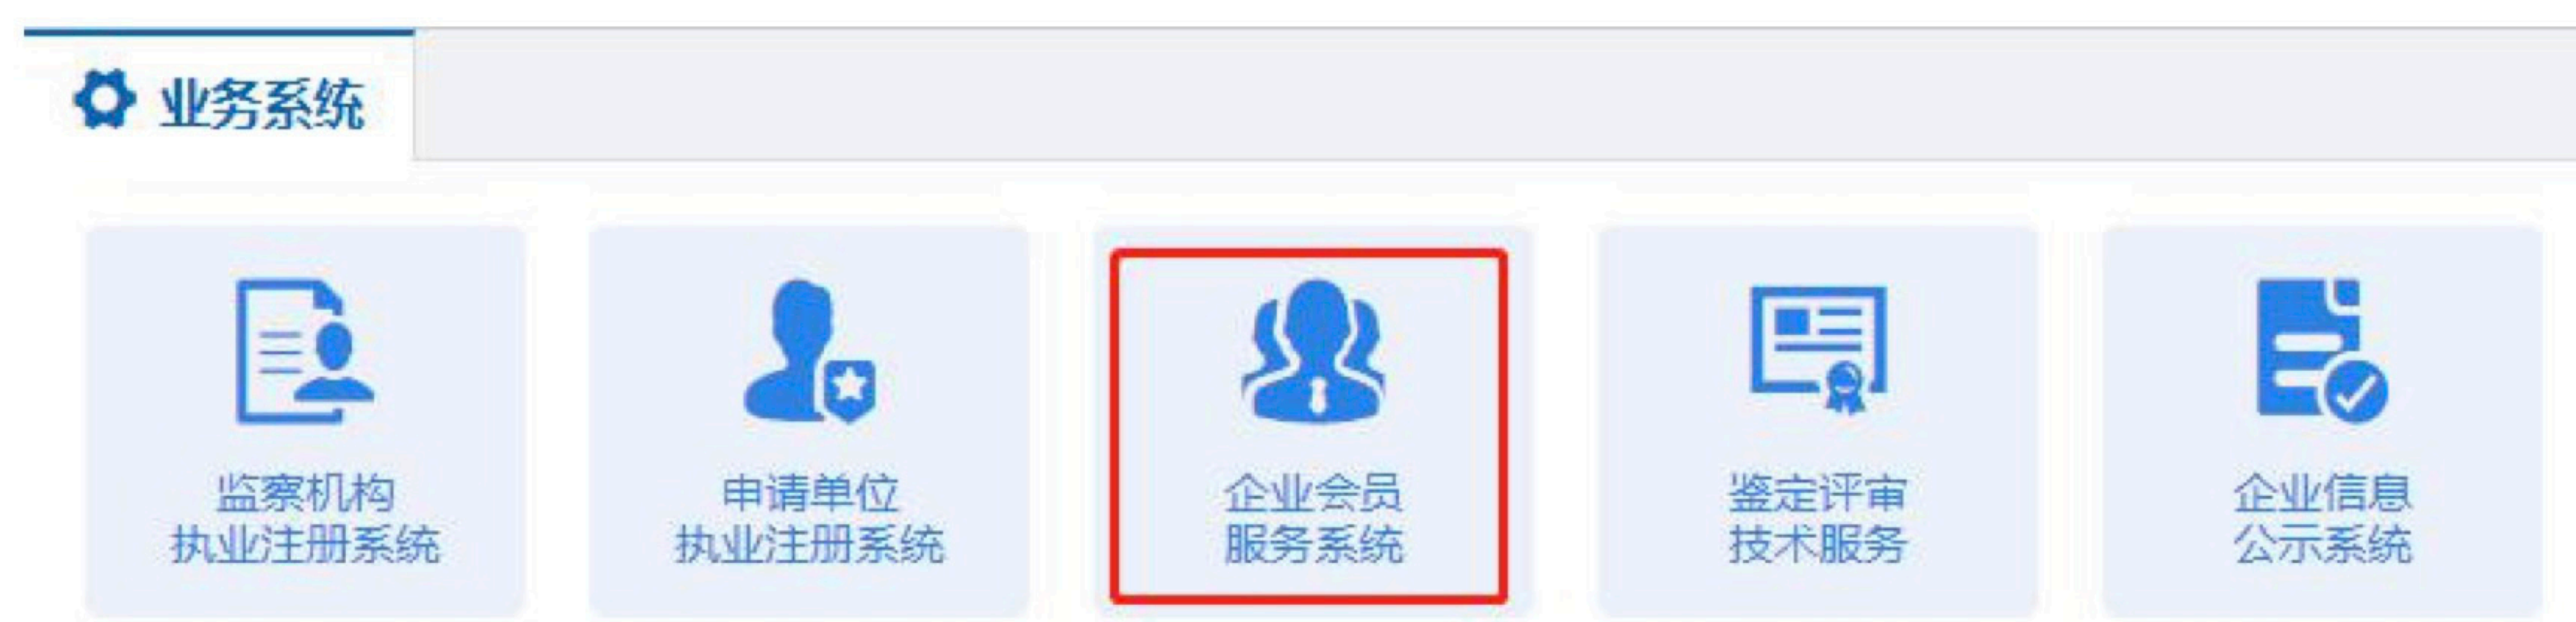 业务系统
监察机构
执业注册系统
申请单位
执业注册系统
企业会员
服务系统
鉴定评审
技术服务
企业信息
公示系统